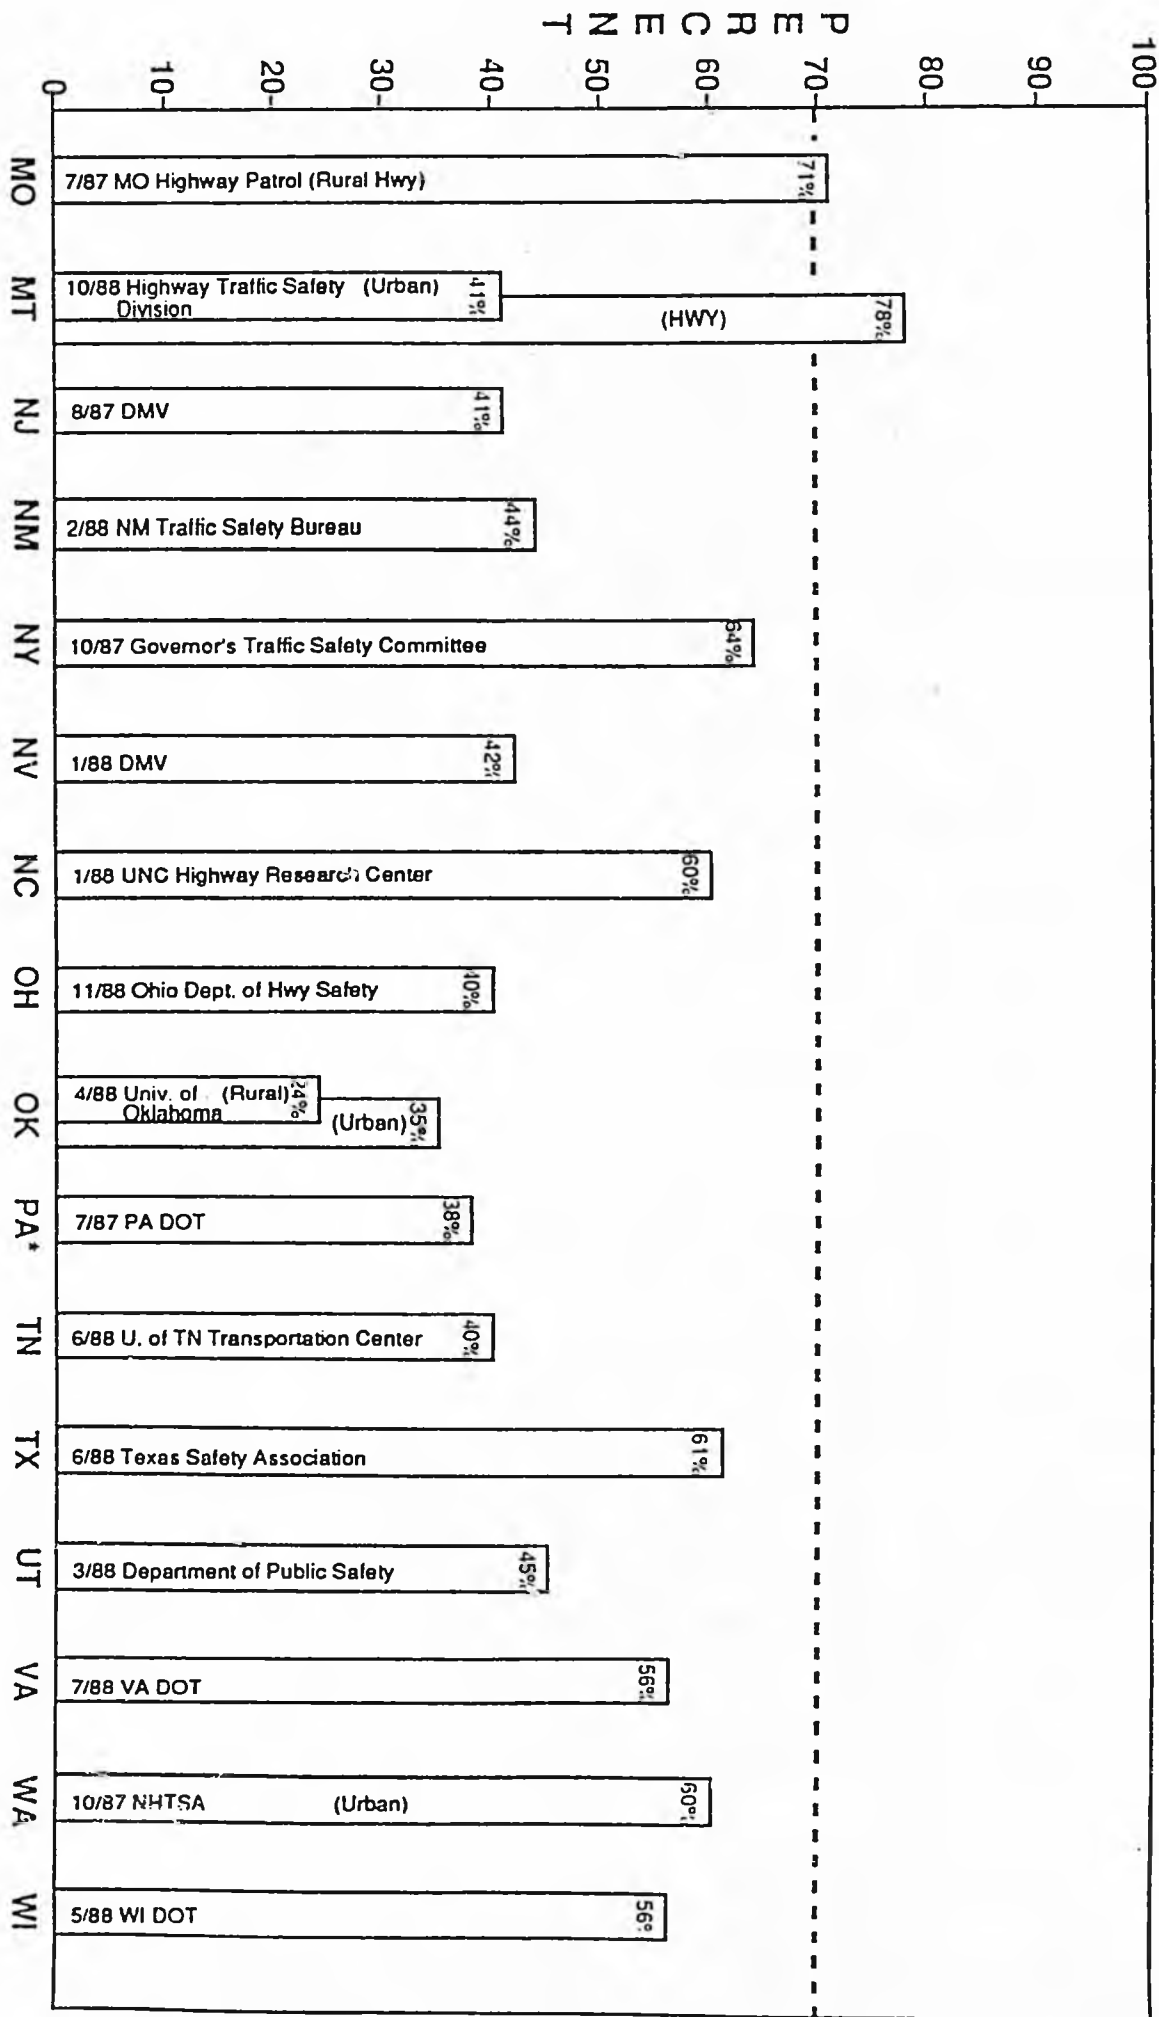 PERCENT
100
90
80-
70-
60-
50-
40-
30-
20-
10-
0-
MO
7/87 MO Highway Patrol (Rural Hwy)
71%
MT
10/88 Highway Traffic Safety (Urban)
Division
41%
(HWY)
78%
NJ
8/87 DMV
41%
NM
2/88 NM Traffic Safety Bureau
44%
NY
10/87 Governor's Traffic Safety Committee
64%
NV
1/88 DMV
42%
NC
1/88 UNC Highway Research Center
60%
OH
11/88 Ohio Dept. of Hwy Safety
40%
OK
4/88 Univ. of (Rural)
Oklahoma
24%
(Urban)
35%
PA*
7/87 PA DOT
38%
TN
6/88 U. of TN Transportation Center
40%
TX
6/88 Texas Safety Association
61%
UT
3/88 Department of Public Safety
45%
VA
7/88 VA DOT
56%
WA
10/87 NHTSA (Urban)
60%
WI
5/88 WI DOT
56%